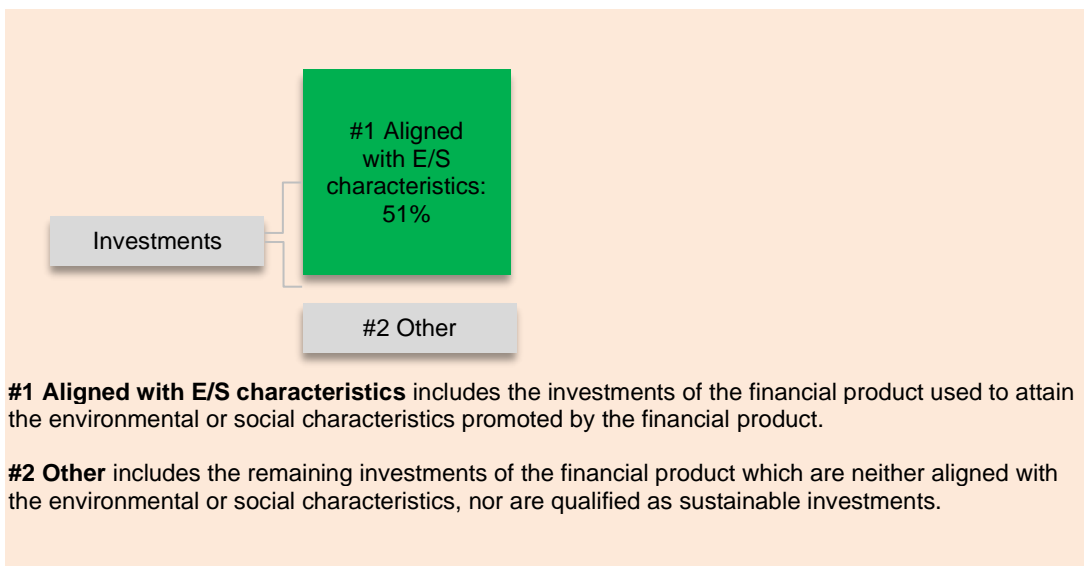 #1 Aligned
with E/S
characteristics:
51%
Investments
#2 Other
#1 Aligned with E/S characteristics includes the investments of the financial product used to attain
the environmental or social characteristics promoted by the financial product.
#2 Other includes the remaining investments of the financial product which are neither aligned with
the environmental or social characteristics, nor are qualified as sustainable investments.